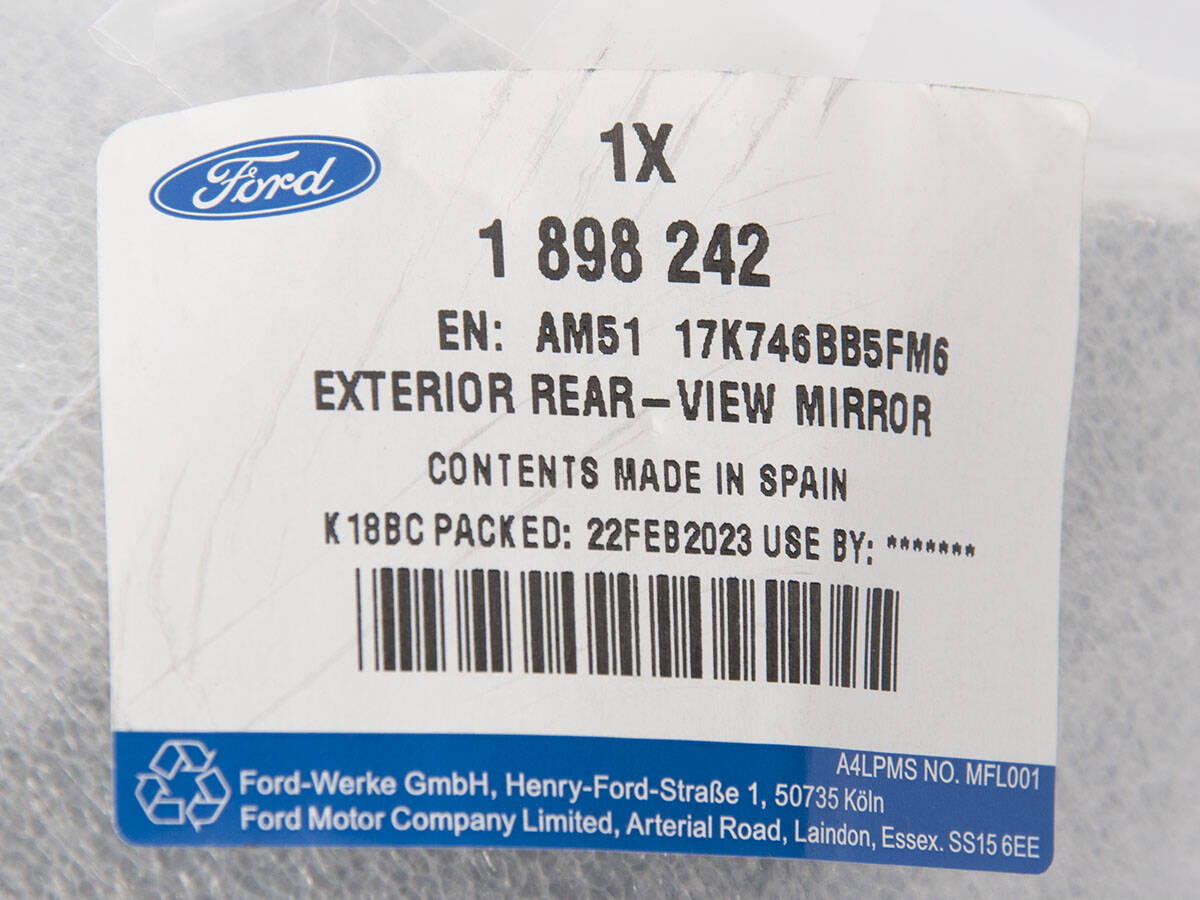 Ford
1X
1 898 242
EN: AM51 17K746BB5FM6
EXTERIOR REAR-VIEW MIRROR
CONTENTS MADE IN SPAIN
K18BC PACKED: 22FEB2023 USE BY: *******
A4LPMS NO. MFL001
Ford-Werke GmbH, Henry-Ford-Straße 1, 50735 Köln
Ford Motor Company Limited, Arterial Road, Laindon, Essex. SS15 6EE